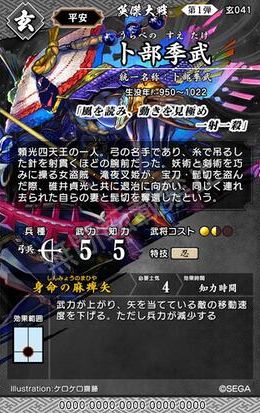 玄
平安
英傑大戦
第1弾
玄041
うらべの すえたけ
卜部季武
統一名称:卜部季武
生没年・950～1022
「風を読み、動きを見極め
一射一殺」
頼光四天王の一人。弓の名手であり、糸で吊る
した針を射貫くほどの腕前だった。妖術と剣術を巧
みに操る女盗賊・滝夜叉姫が、宝刀・髭切を盗ん
だ際、碓井貞光と共に退治に向かい、同じく連れ
去られた自らの妻と髭切を奪還したという。
兵種 武力 知力 武将コスト
弓兵 5 5 特技 忍
しんみょうのまひや
身命の麻痺矢
必要士気
4
効果時間
知力時間
効果範囲
武力が上がり、矢を当てている敵の移動速
度を下げる。ただし兵力が減少する
Illustration:ケロケロ齋藤
©SEGA
0000-0000-0000-0000-0000